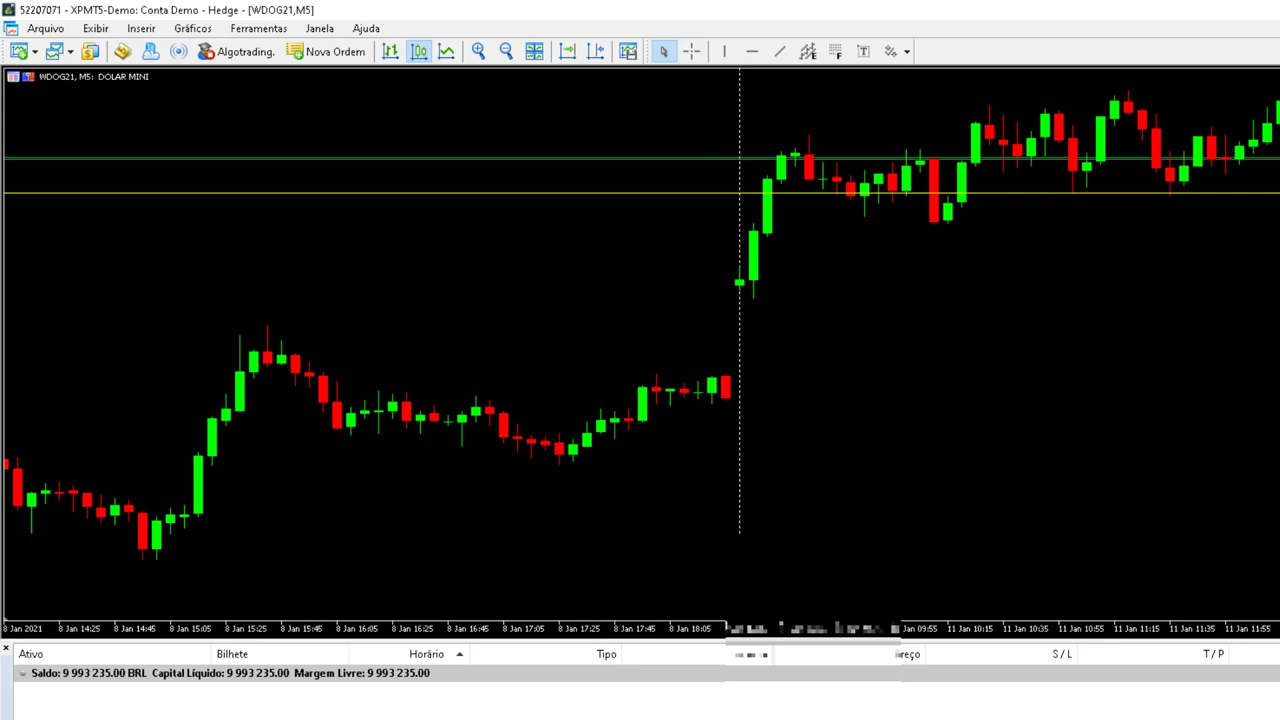 52207071 - XPMT5-Demo: Conta Demo - Hedge - [WDOG21,M5]
Arquivo Exibir Inserir Gráficos Ferramentas Janela Ajuda
Algotrading. Nova Ordem
WDOG21, M5: DOLAR MINI
8 Jan 2021 8 Jan 14:25 8 Jan 14:45 8 Jan 15:05 8 Jan 15:25 8 Jan 15:45 8 Jan 16:05 8 Jan 16:25 8 Jan 16:45 8 Jan 17:05 8 Jan 17:25 8 Jan 17:45 8 Jan 18:05 09:55 11 Jan 10:15 11 Jan 10:35 11 Jan 10:55 11 Jan 11:15 11 Jan 11:35 11 Jan 11:55
Ativo Bilhete Horário Tipo reço S / L T / P
Saldo: 9 993 235.00 BRL Capital Líquido: 9 993 235.00 Margem Livre: 9 993 235.00